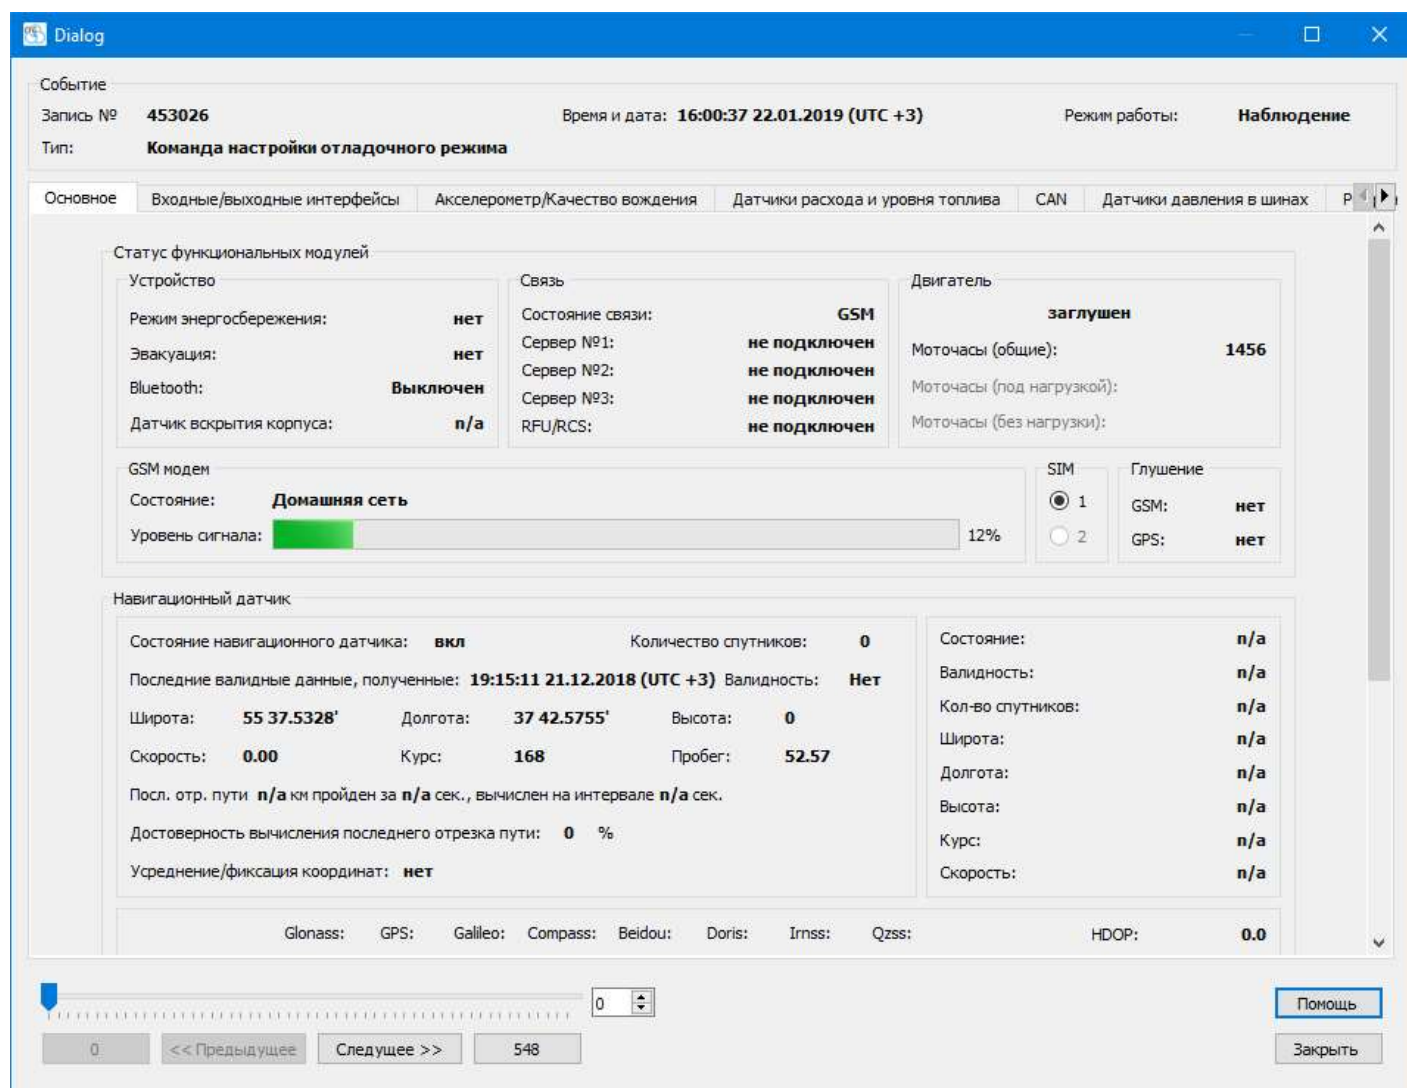 Dialog
Событие
Запись № 453026 Время и дата: 16:00:37 22.01.2019 (UTC +3) Режим работы: Наблюдение
Тип: Команда настройки отладочного режима
Основное Входные/выходные интерфейсы Акселерометр/Качество вождения Датчики расхода и уровня топлива CAN Датчики давления в шинах
Статус функциональных модулей
Устройство
Режим энергосбережения: нет
Эвакуация: нет
Bluetooth: Выключен
Датчик вскрытия корпуса: n/a
Связь
Состояние связи: GSM
Сервер №1: не подключен
Сервер №2: не подключен
Сервер №3: не подключен
RFU/RCS: не подключен
Двигатель
заглушен
Моточасы (общие): 1456
Моточасы (под нагрузкой):
Моточасы (без нагрузки):
GSM модем
Состояние: Домашняя сеть
Уровень сигнала: 12%
SIM
1
2
Глушение
GSM: нет
GPS: нет
Навигационный датчик
Состояние навигационного датчика: вкл Количество спутников: 0
Последние валидные данные, полученные: 19:15:11 21.12.2018 (UTC +3) Валидность: Нет
Широта: 55 37.5328' Долгота: 37 42.5755' Высота: 0
Скорость: 0.00 Курс: 168 Пробег: 52.57
Посл. отр. пути n/a км пройден за n/a сек., вычислен на интервале n/a сек.
Достоверность вычисления последнего отрезка пути: 0 %
Усреднение/фиксация координат: нет
Состояние: n/a
Валидность: n/a
Кол-во спутников: n/a
Широта: n/a
Долгота: n/a
Высота: n/a
Курс: n/a
Скорость: n/a
Glonass: GPS: Galileo: Compass: Beidou: Doris: Irnss: Qzss: HDOP: 0.0
0
Помощь
0 << Предыдущее Следущее >> 548 Закрыть